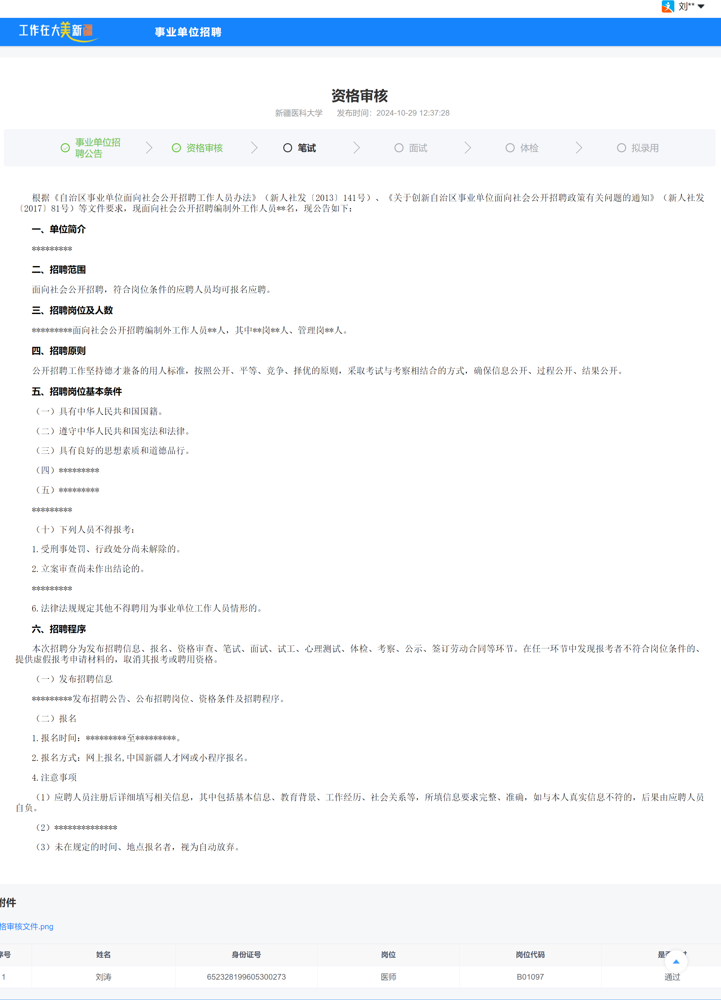 刘**
工作在大美新疆
事业单位招聘
资格审核
新疆医科大学 发布时间：2024-10-29 12:37:28
事业单位招
聘公告
资格审核
笔试
面试
体检
拟录用
根据《自治区事业单位面向社会公开招聘工作人员办法》（新人社发〔2013〕141号）、《关于创新自治区事业单位面向社会公开招聘政策有关问题的通知》（新人社发
〔2017〕81号）等文件要求，现面向社会公开招聘编制外工作人员**名，现公告如下：
一、单位简介
*********
二、招聘范围
面向社会公开招聘，符合岗位条件的应聘人员均可报名应聘。
三、招聘岗位及人数
*********面向社会公开招聘编制外工作人员**人，其中**岗**人、管理岗**人。
四、招聘原则
公开招聘工作坚持德才兼备的用人标准，按照公开、平等、竞争、择优的原则，采取考试与考察相结合的方式，确保信息公开、过程公开、结果公开。
五、招聘岗位基本条件
（一）具有中华人民共和国国籍。
（二）遵守中华人民共和国宪法和法律。
（三）具有良好的思想素质和道德品行。
（四）*********
（五）*********
*********
（十）下列人员不得报考：
1.受刑事处罚、行政处分尚未解除的。
2.立案审查尚未作出结论的。
*********
6.法律法规规定其他不得聘用为事业单位工作人员情形的。
六、招聘程序
本次招聘分为发布招聘信息、报名、资格审查、笔试、面试、试工、心理测试、体检、考察、公示、签订劳动合同等环节。在任一环节中发现报考者不符合岗位条件的、
提供虚假报考申请材料的，取消其报考或聘用资格。
（一）发布招聘信息
*********发布招聘公告、公布招聘岗位、资格条件及招聘程序。
（二）报名
1.报名时间：*********至*********。
2.报名方式：网上报名,中国新疆人才网或小程序报名。
4.注意事项
（1）应聘人员注册后详细填写相关信息，其中包括基本信息、教育背景、工作经历、社会关系等，所填信息要求完整、准确，如与本人真实信息不符的，后果由应聘人员
自负。
（2）**************
（3）未在规定的时间、地点报名者，视为自动放弃。
附件
格审核文件.png
序号 姓名 身份证号 岗位 岗位代码
1 刘涛 652328199605300273 医师 B01097 通过